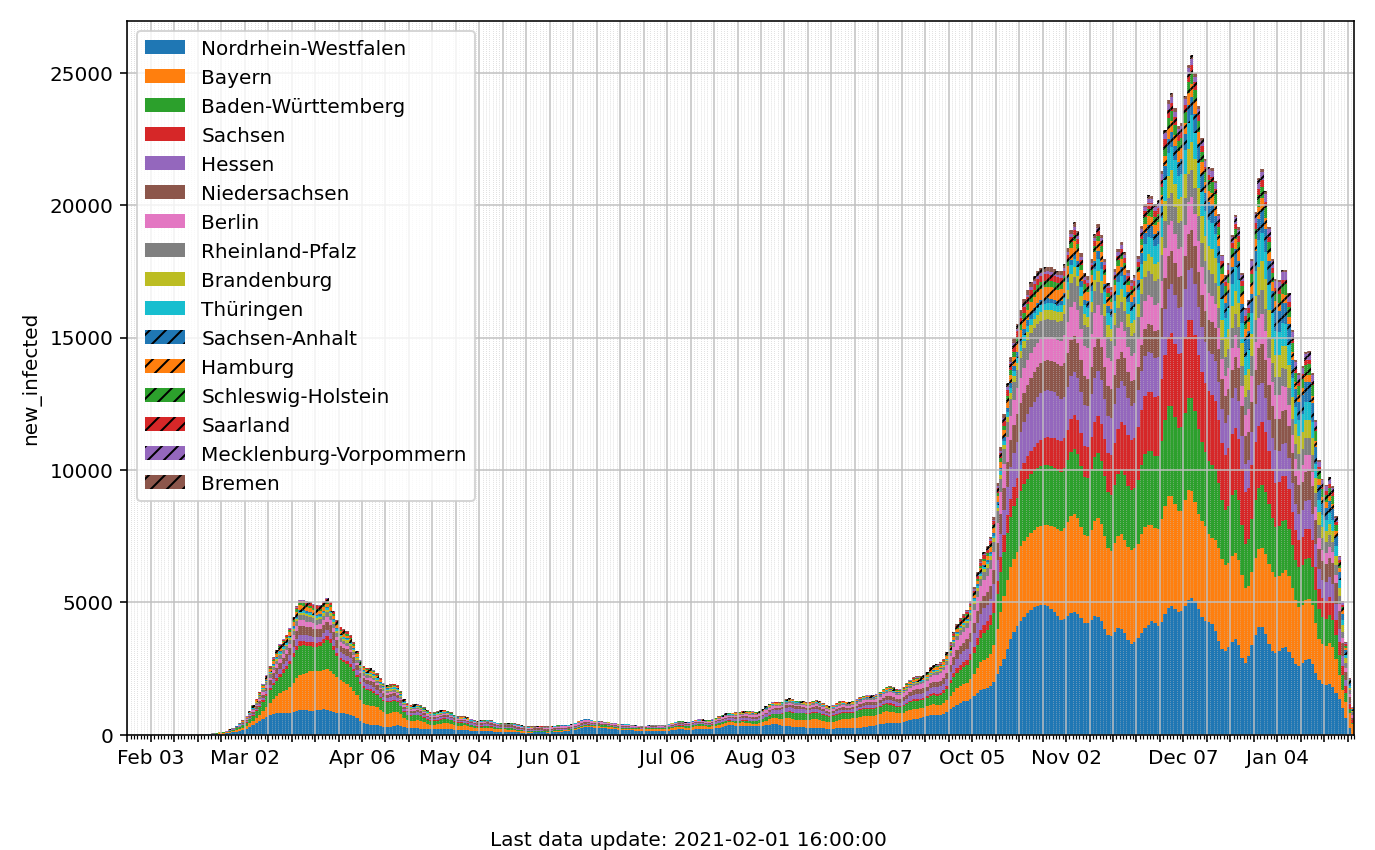 Nordrhein-Westfalen
Bayern
Baden-Württemberg
Sachsen
Hessen
Niedersachsen
Berlin
Rheinland-Pfalz
Brandenburg
Thüringen
Sachsen-Anhalt
Hamburg
Schleswig-Holstein
Saarland
Mecklenburg-Vorpommern
Bremen
25000
20000
15000
10000
5000
0
new_infected
Feb 03 Mar 02 Apr 06 May 04 Jun 01 Jul 06 Aug 03 Sep 07 Oct 05 Nov 02 Dec 07 Jan 04
Last data update: 2021-02-01 16:00:00